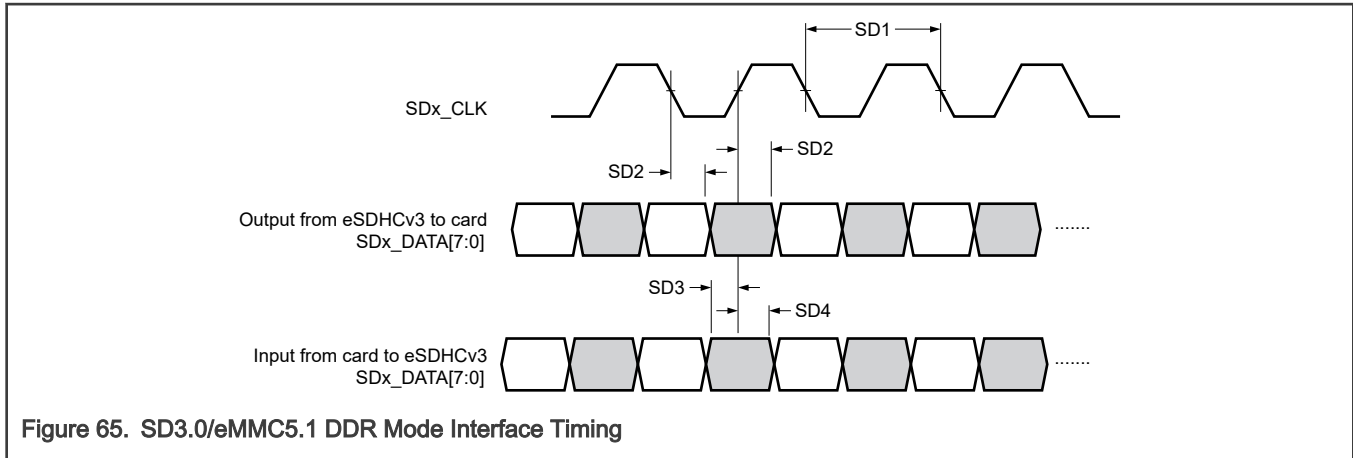 SD1
SDx_CLK
SD2
SD2
Output from eSDHCv3 to card
SDx_DATA[7:0]
.......
SD3
SD4
Input from card to eSDHCv3
SDx_DATA[7:0]
.......
Figure 65. SD3.0/eMMC5.1 DDR Mode Interface Timing